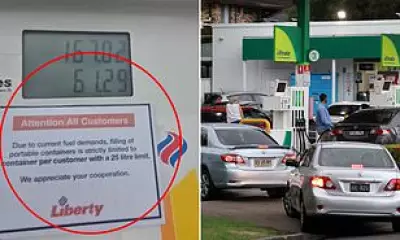 167.02
61.29
Attention All Customers
Due to current fuel demands, filling of
portable containers is strictly limited to
container per customer with a 25 litre limit.
We appreciate your cooperation.
Liberty